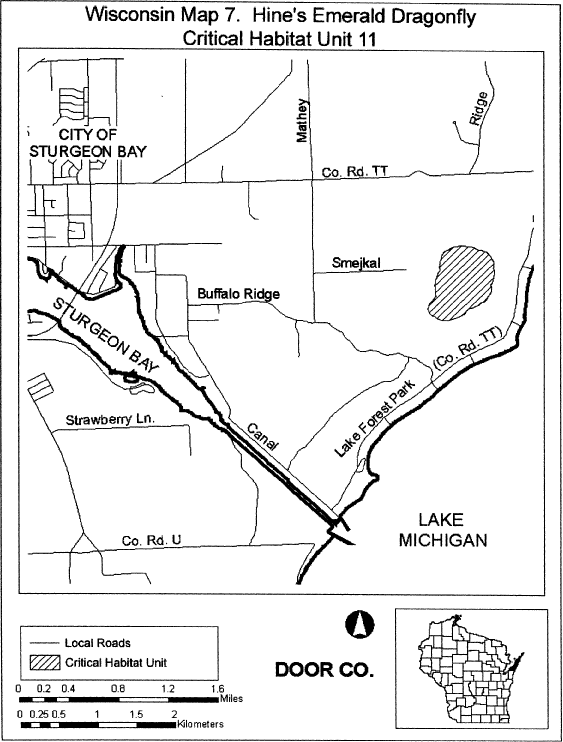 Wisconsin Map 7. Hine's Emerald Dragonfly
Critical Habitat Unit 11
Mathey
Ridge
CITY OF
STURGEON BAY
Co. Rd. TT
Smejkal
Buffalo Ridge
STURGEON BAY
(Co. Rd. TT)
Lake Forest Park
Strawberry Ln.
Canal
LAKE
MICHIGAN
Co. Rd. U
Local Roads
Critical Habitat Unit
DOOR CO.
0 0.2 0.4 0.8 1.2 1.6
Miles
0 0.25 0.5 1 1.5 2
Kilometers